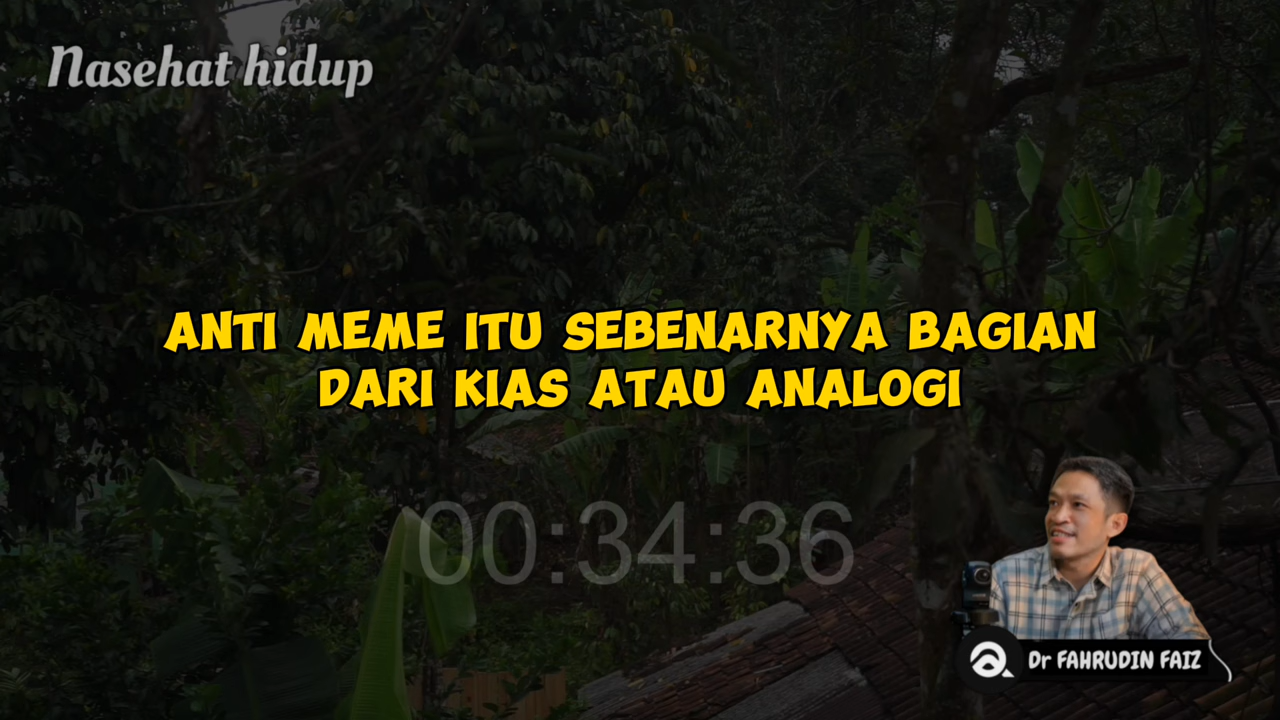 Nasehat hidup
ANTI MEME ITU SEBENARNYA BAGIAN
DARI KIAS ATAU ANALOGI
00:34:36
Dr FAHRUDIN FAIZ